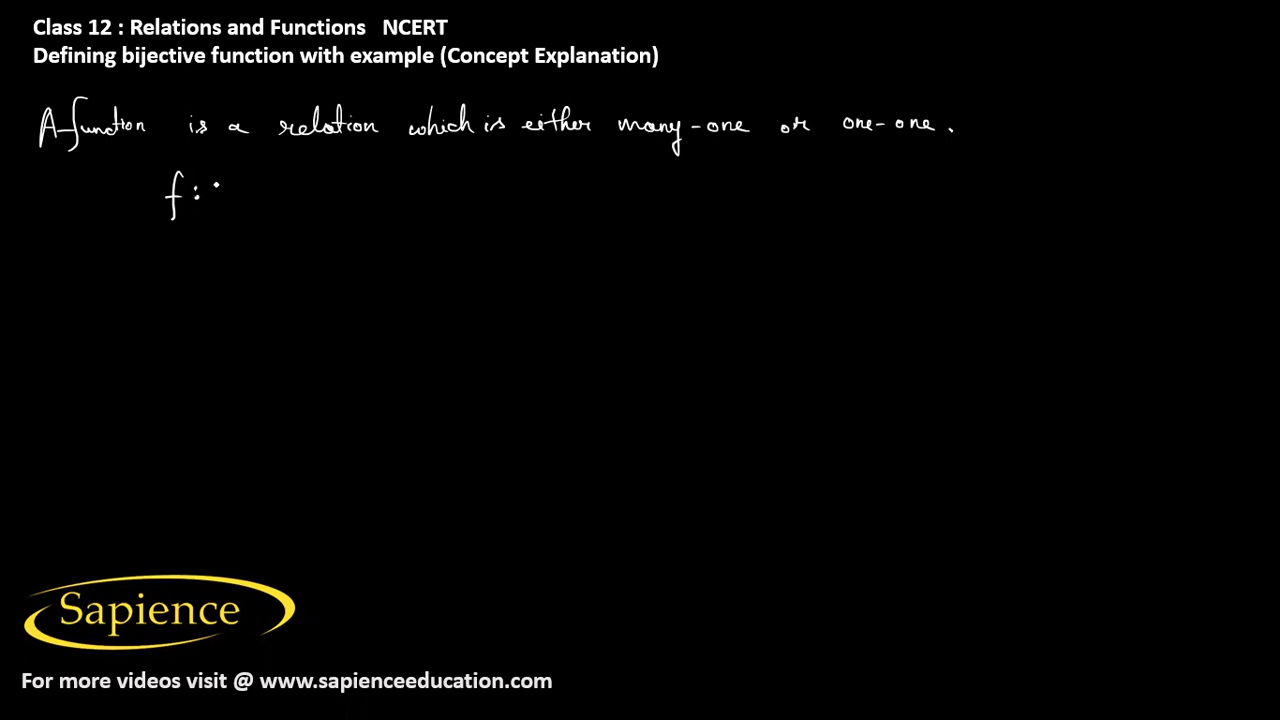 Class 12 : Relations and Functions NCERT
Defining bijective function with example (Concept Explanation)
A function is a relation which is either many-one or one-one.
f :
Sapience
For more videos visit @ www.sapienceeducation.com